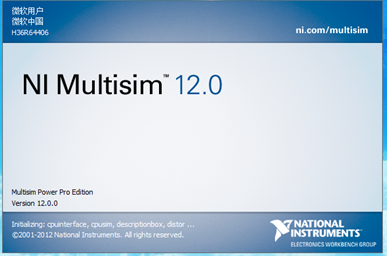 微软用户
微软中国
H36R64406
ni.com/multisim
NI Multisim™ 12.0
Multisim Power Pro Edition
Version 12.0.0
Initializing: cpuinterface, cpusim, descriptionbox, distor ...
©2001-2012 National Instruments. All rights reserved.
NATIONAL
INSTRUMENTS™
ELECTRONICS WORKBENCH GROUP